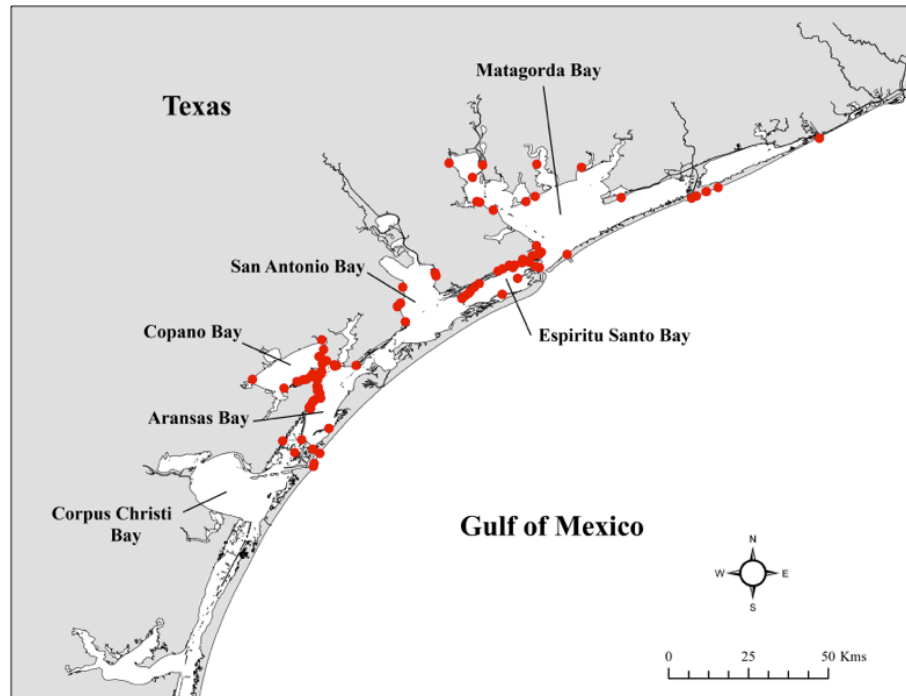 Matagorda Bay
Texas
San Antonio Bay
Copano Bay
Espiritu Santo Bay
Aransas Bay
Corpus Christi
Bay
Gulf of Mexico
N
W E
S
0 25 50 Kms